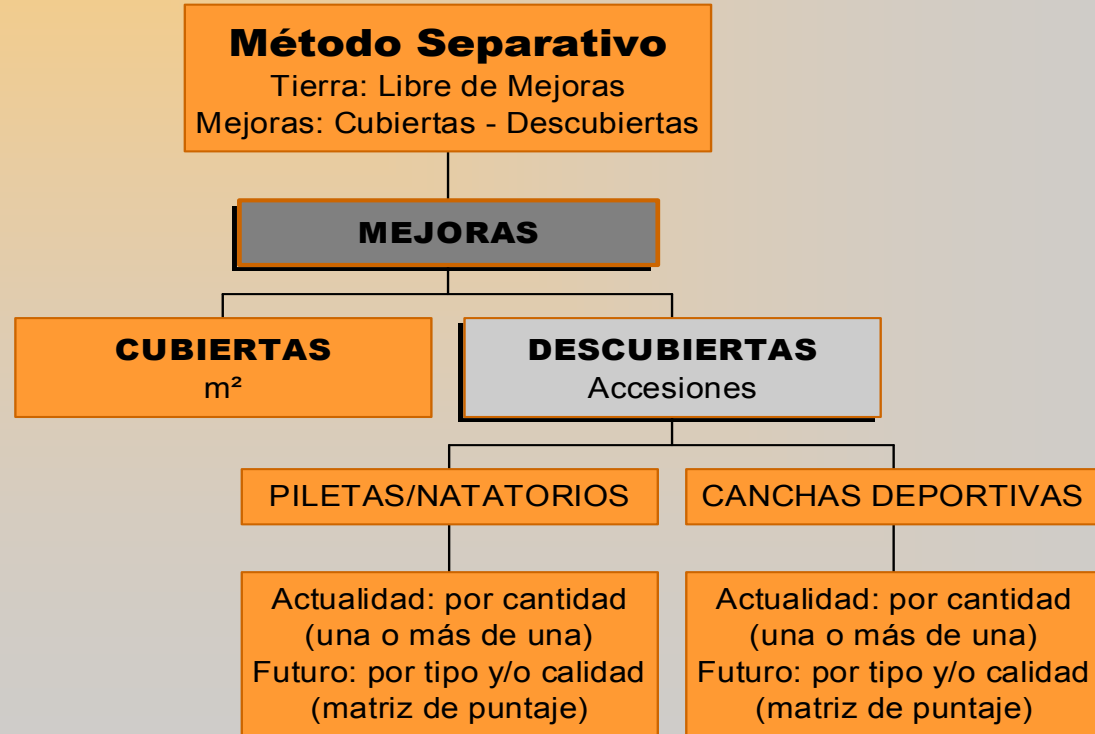 Método Separativo
Tierra: Libre de Mejoras
Mejoras: Cubiertas - Descubiertas
MEJORAS
CUBIERTAS
m²
DESCUBIERTAS
Accesiones
PILETAS/NATATORIOS
CANCHAS DEPORTIVAS
Actualidad: por cantidad
(una o más de una)
Futuro: por tipo y/o calidad
(matriz de puntaje)
Actualidad: por cantidad
(una o más de una)
Futuro: por tipo y/o calidad
(matriz de puntaje)